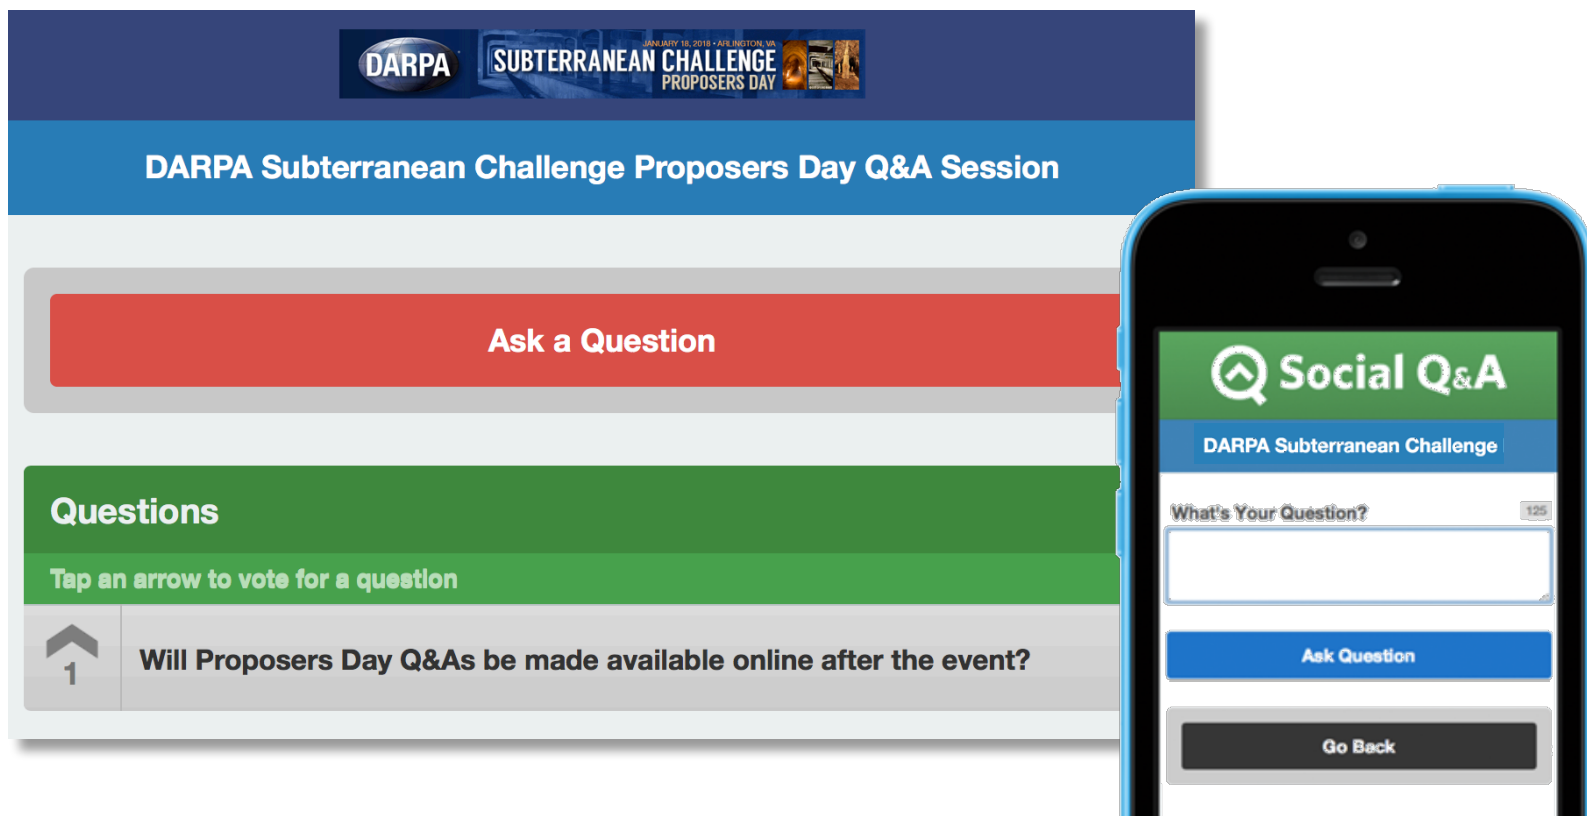 DARPA
JANUARY 18, 2018 • ARLINGTON, VA
SUBTERRANEAN CHALLENGE
PROPOSERS DAY
DARPA Subterranean Challenge Proposers Day Q&A Session
Ask a Question
Questions
Tap an arrow to vote for a question
1
Will Proposers Day Q&As be made available online after the event?
Social Q&A
DARPA Subterranean Challenge
What's Your Question?
125
Ask Question
Go Back